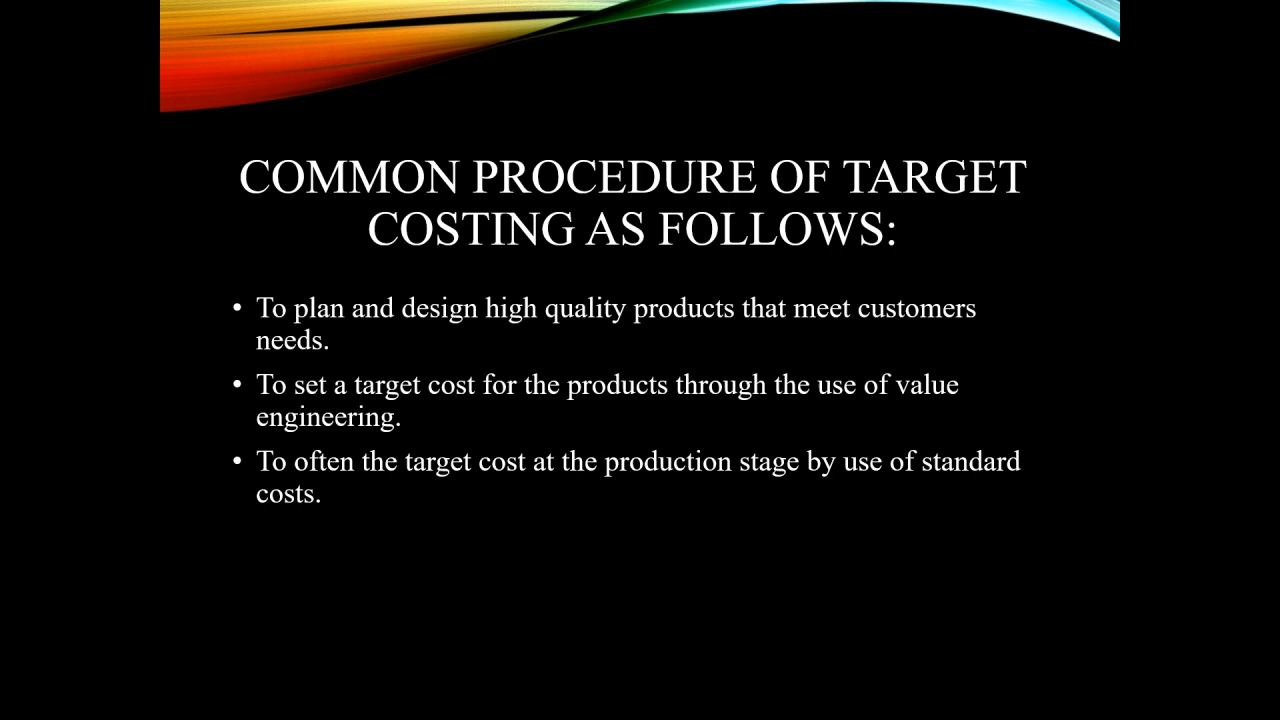 COMMON PROCEDURE OF TARGET
COSTING AS FOLLOWS:
• To plan and design high quality products that meet customers
needs.
• To set a target cost for the products through the use of value
engineering.
• To often the target cost at the production stage by use of standard
costs.